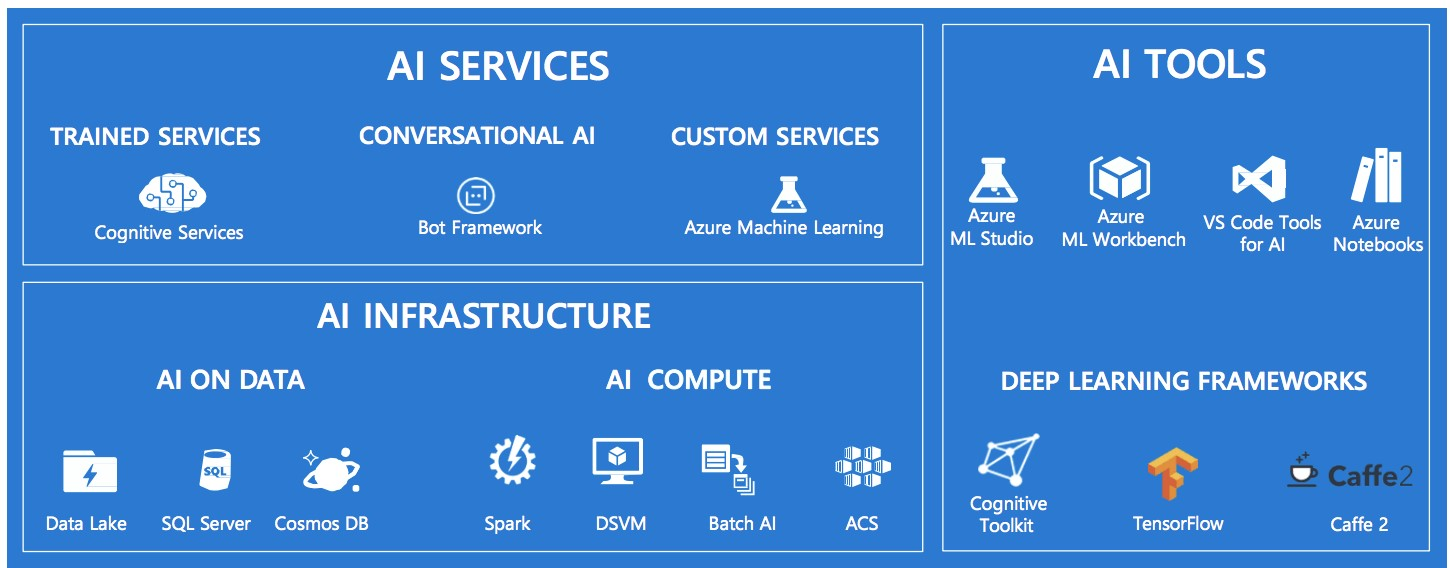 AI SERVICES
TRAINED SERVICES
CONVERSATIONAL AI
CUSTOM SERVICES
Cognitive Services
Bot Framework
Azure Machine Learning
AI INFRASTRUCTURE
AI ON DATA
AI COMPUTE
SQL
Data Lake
SQL Server
Cosmos DB
Spark
DSVM
Batch AI
ACS
AI TOOLS
Azure
ML Studio
Azure
ML Workbench
VS Code Tools
for AI
Azure
Notebooks
DEEP LEARNING FRAMEWORKS
Cognitive
Toolkit
TensorFlow
Caffe2
Caffe 2